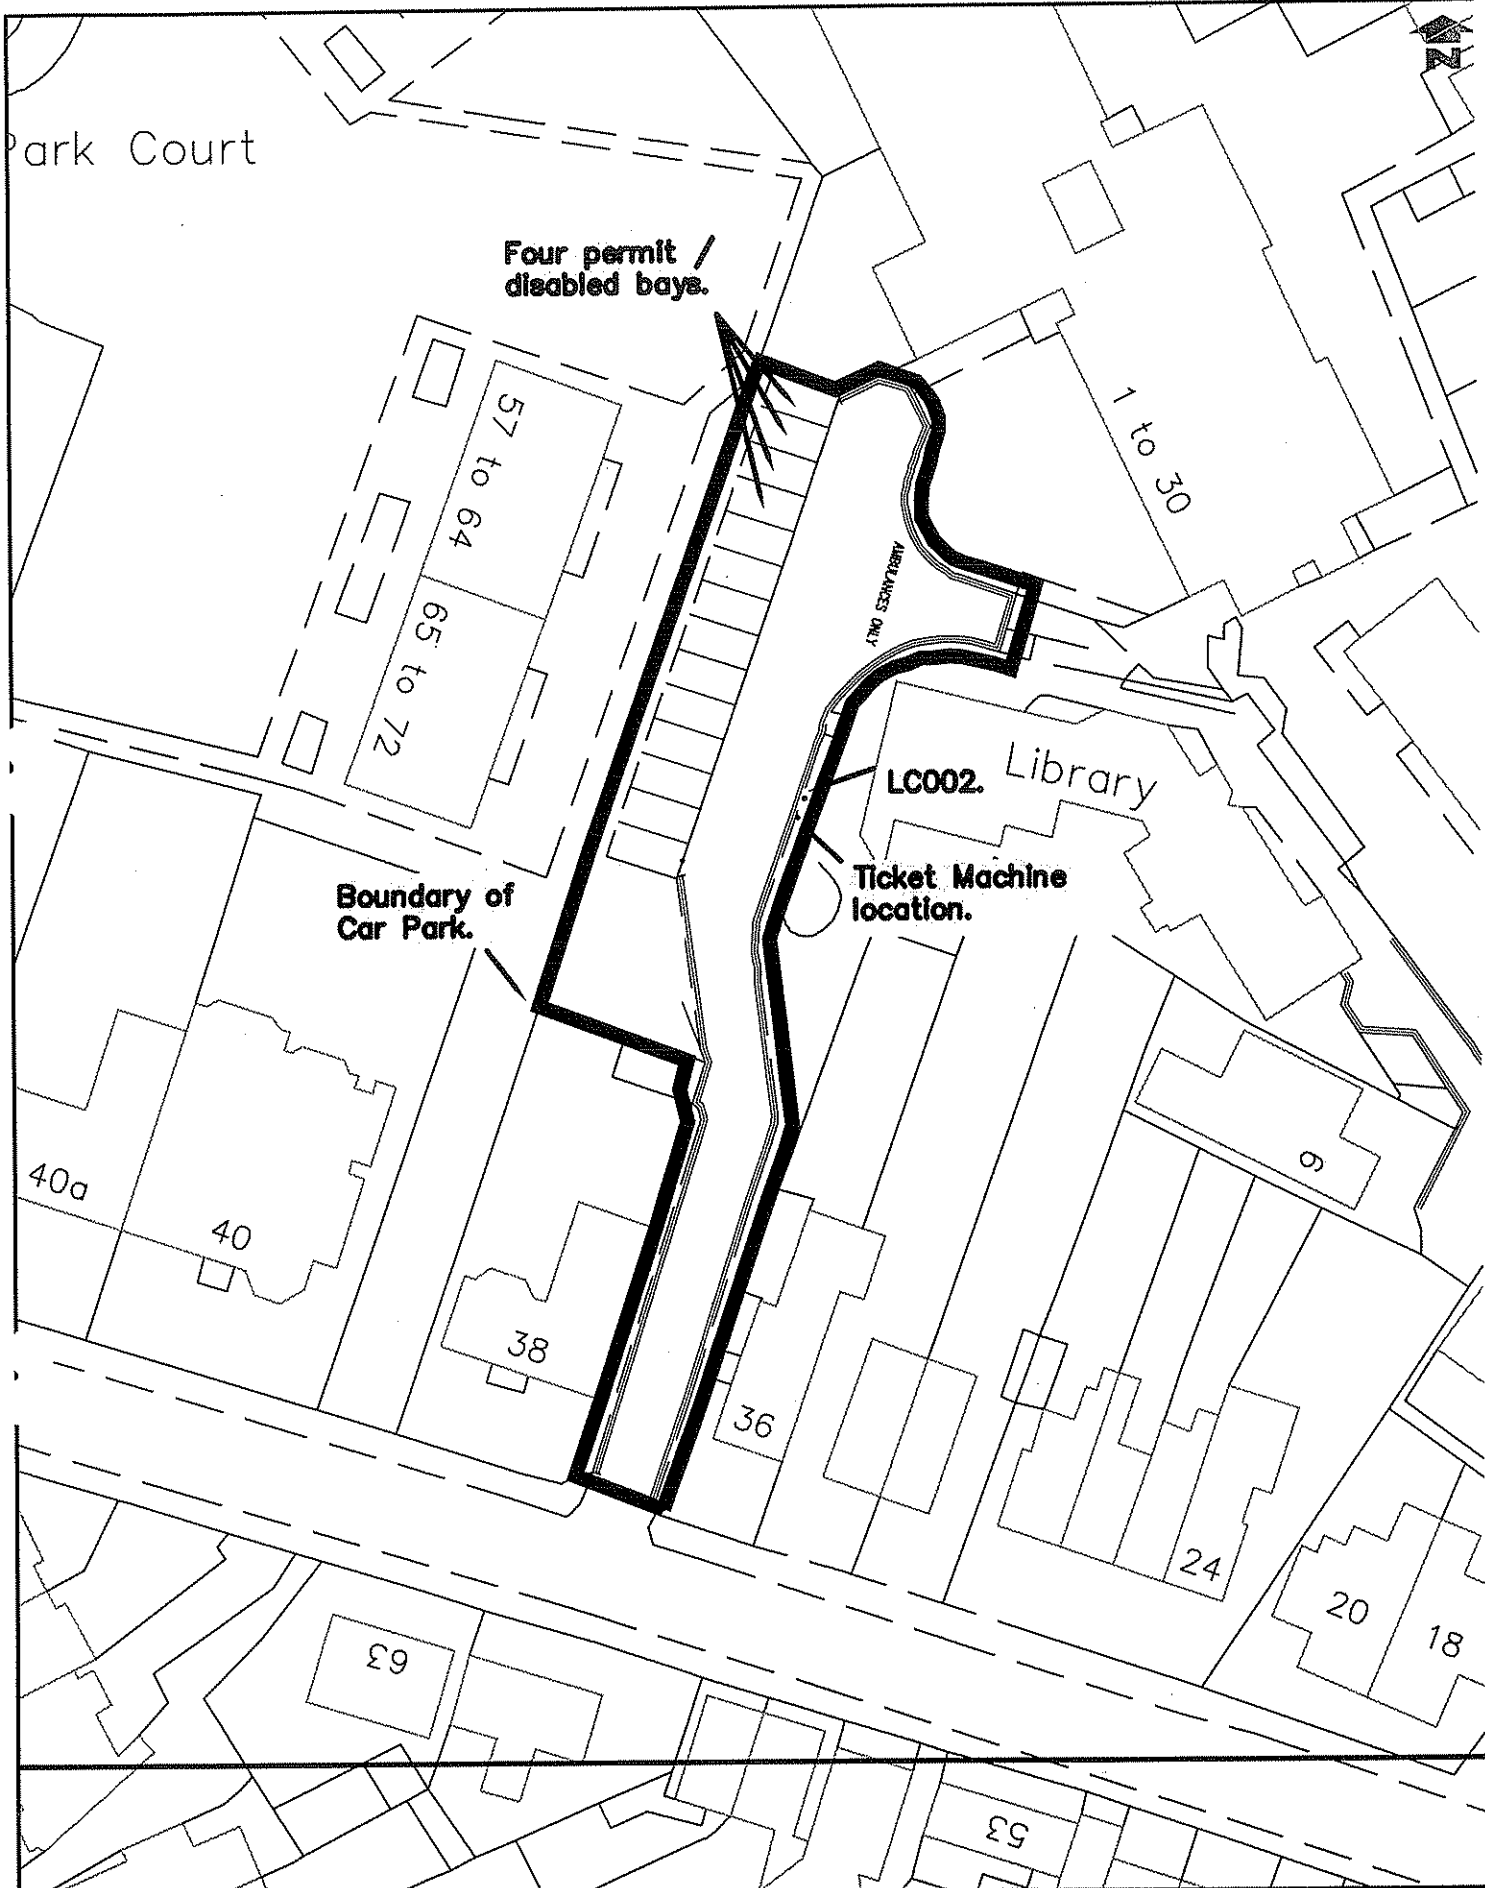 N
Park Court
Four permit
disabled bays.
57 to 64
65 to 72
1 to 30
AMBULANCES ONLY
LC002.
Library
Ticket Machine
location.
Boundary of
Car Park.
40a
40
38
36
9
24
20
18
63
53